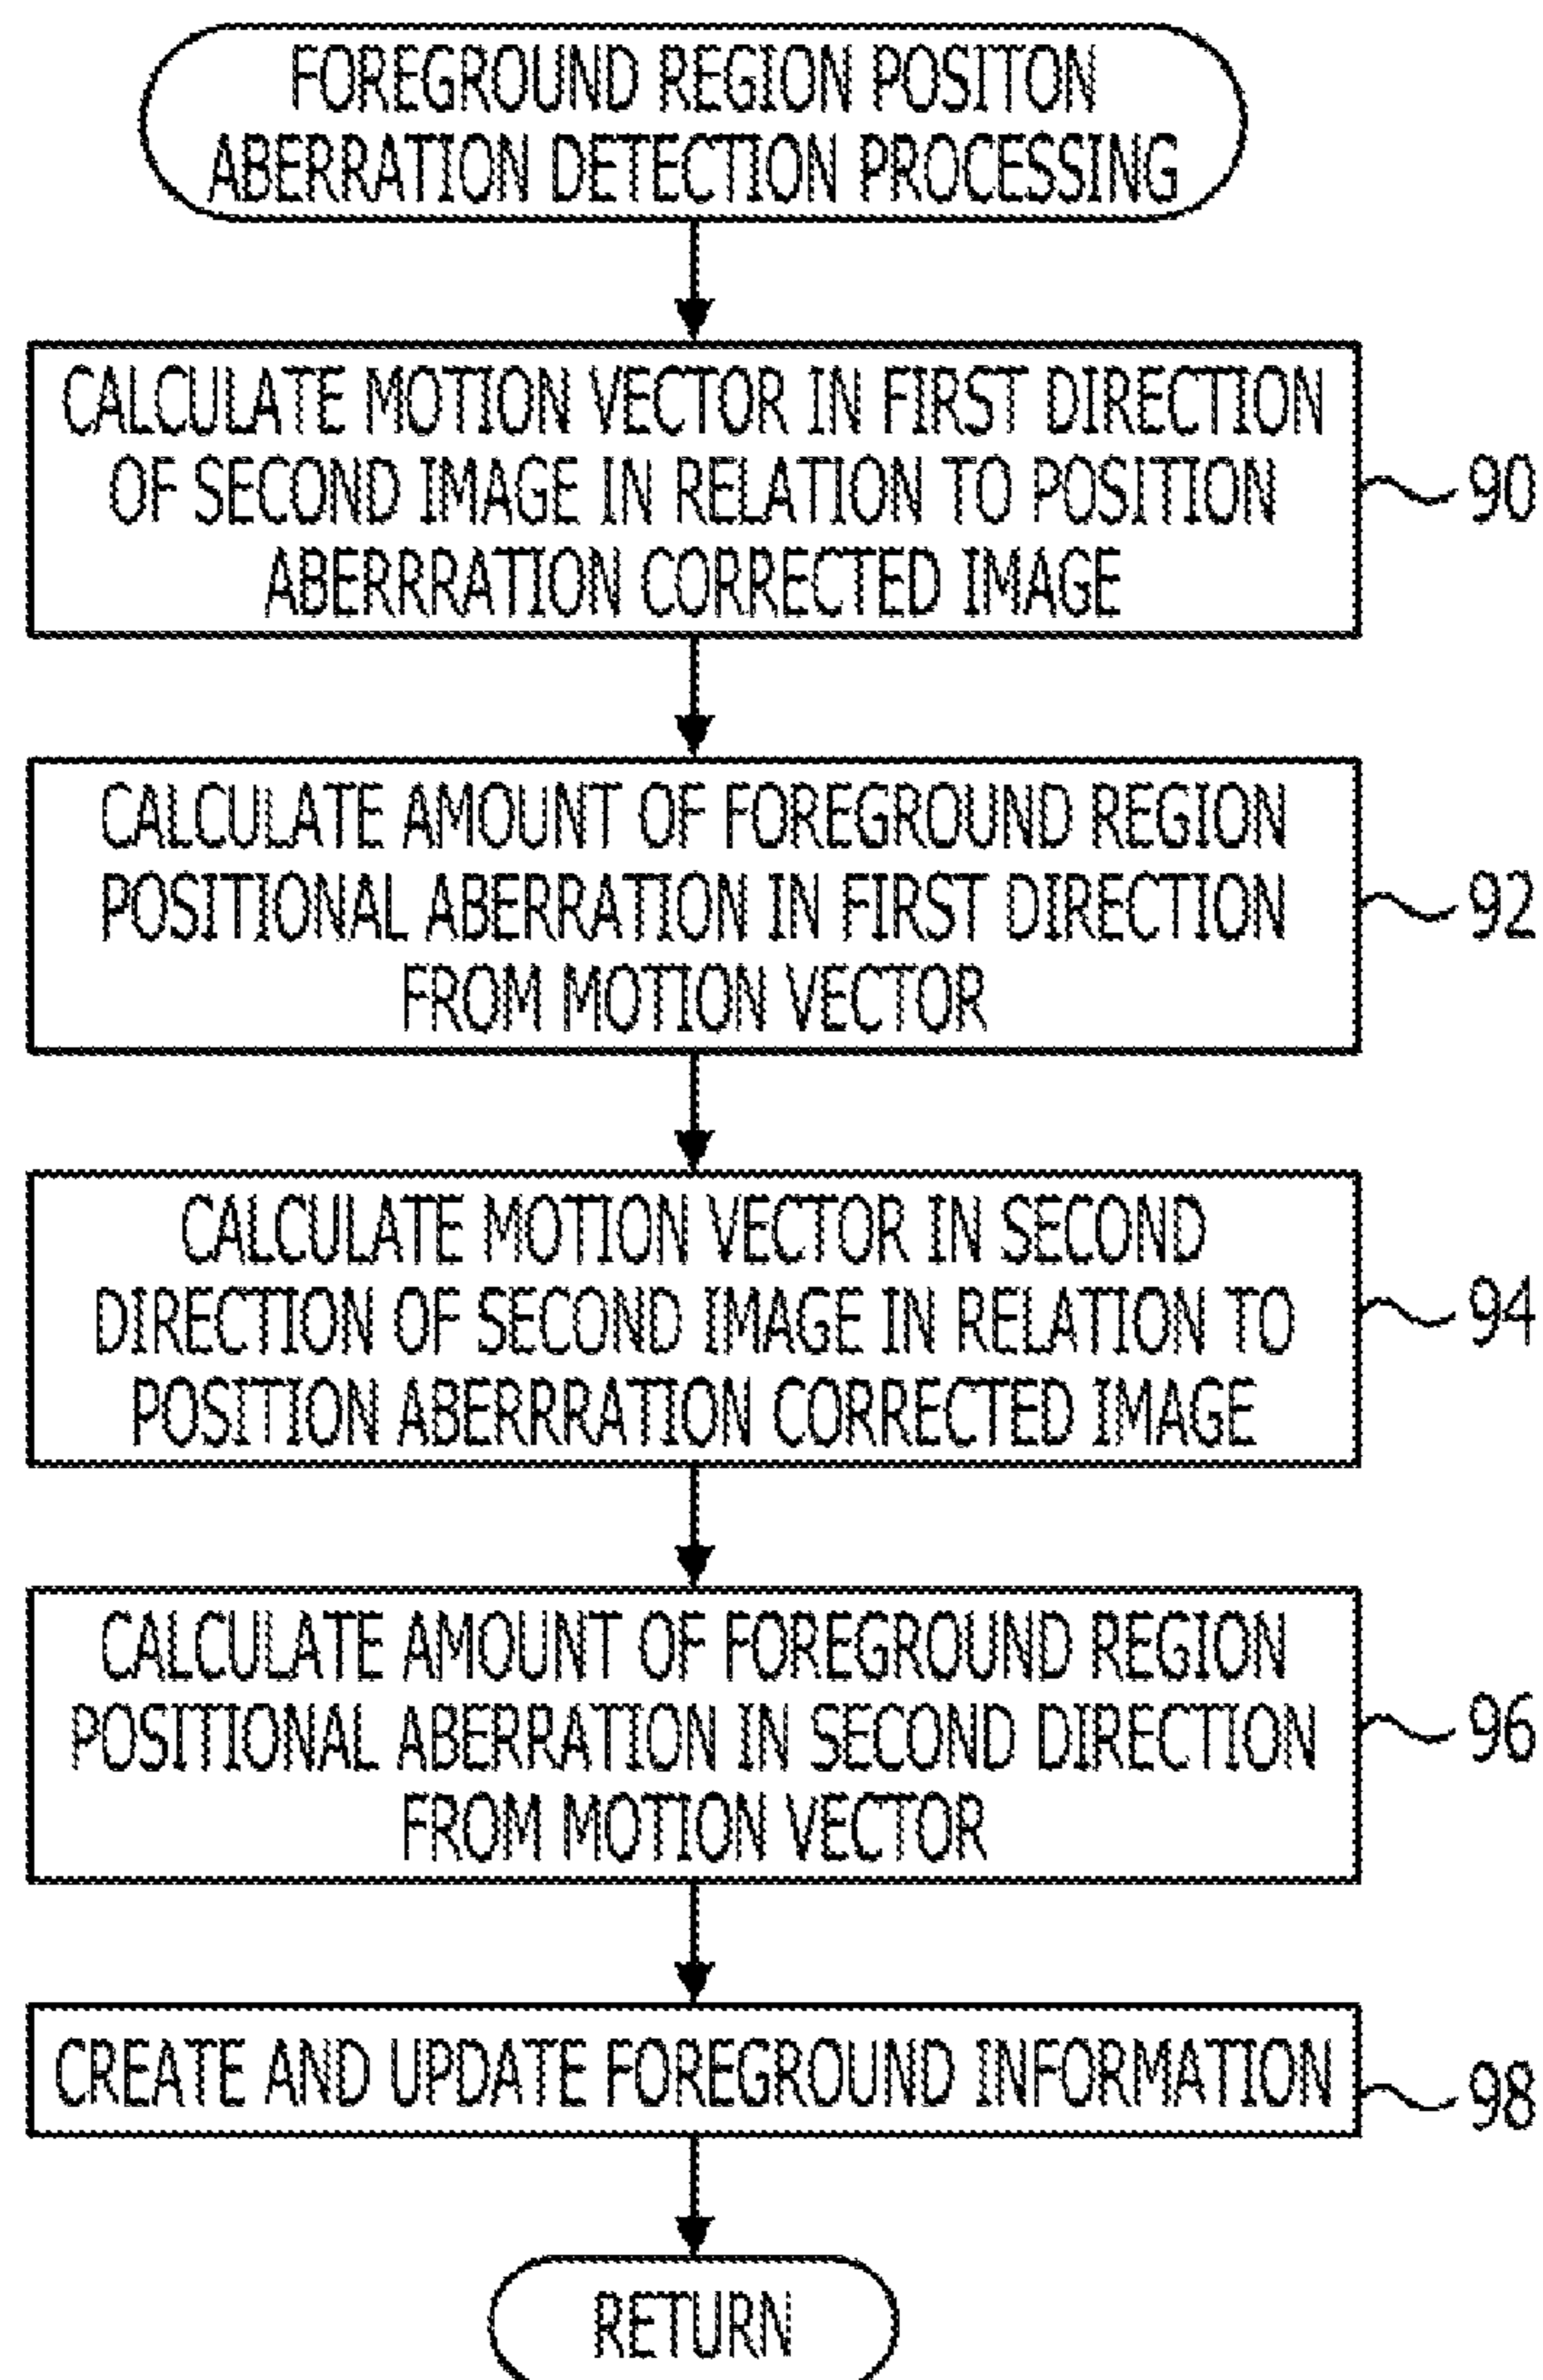 FOREGROUND REGION POSITON
ABERRATION DETECTION PROCESSING
CALCULATE MOTION VECTOR IN FIRST DIRECTION
OF SECOND IMAGE IN RELATION TO POSITION
ABERRRATION CORRECTED IMAGE
90
CALCULATE AMOUNT OF FOREGROUND REGION
POSITIONAL ABERRATION IN FIRST DIRECTION
FROM MOTION VECTOR
92
CALCULATE MOTION VECTOR IN SECOND
DIRECTION OF SECOND IMAGE IN RELATION TO
POSITION ABERRRATION CORRECTED IMAGE
94
CALCULATE AMOUNT OF FOREGROUND REGION
POSITIONAL ABERRATION IN SECOND DIRECTION
FROM MOTION VECTOR
96
CREATE AND UPDATE FOREGROUND INFORMATION
98
RETURN